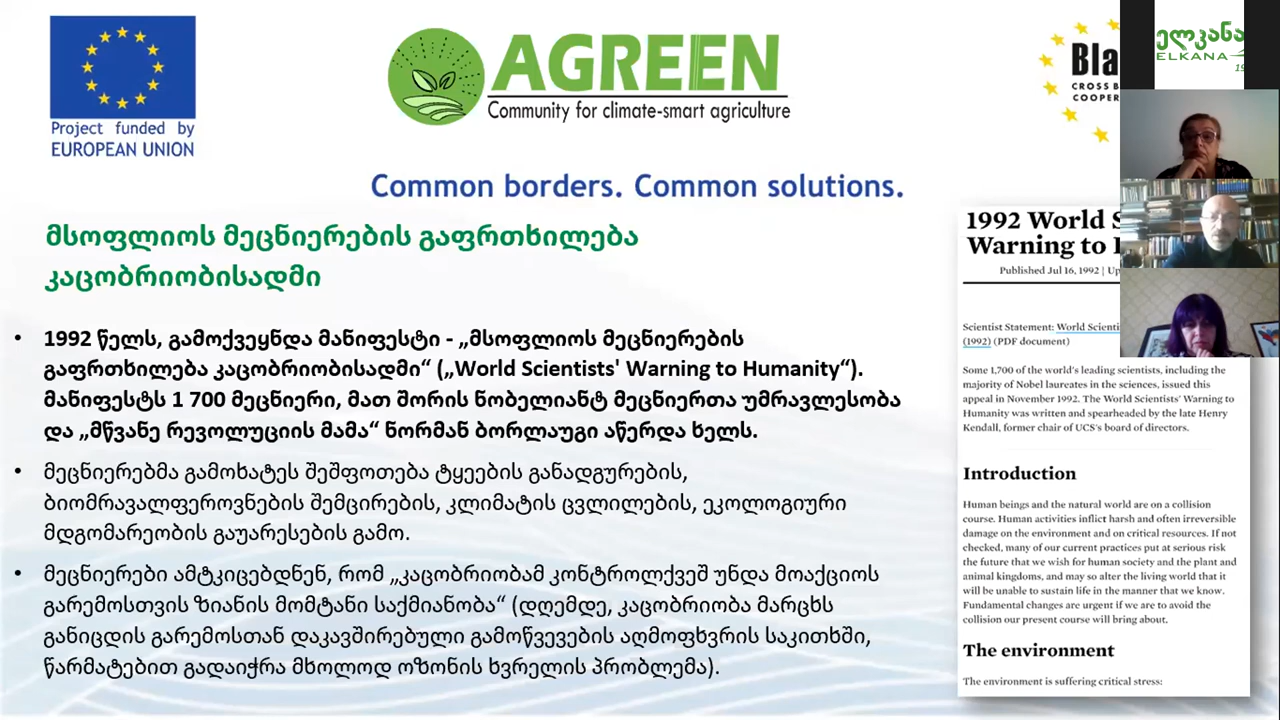 Project funded by
EUROPEAN UNION
AGREEN
Community for climate-smart agriculture
Bla
CROSS B
COOPER
ელკანა
ELKANA
19
Common borders. Common solutions.
მსოფლიოს მეცნიერების გაფრთხილება
კაცობრიობისადმი
• 1992 წელს, გამოქვეყნდა მანიფესტი - „მსოფლიოს მეცნიერების
გაფრთხილება კაცობრიობისადმი“ („World Scientists' Warning to Humanity“).
მანიფესტს 1 700 მეცნიერი, მათ შორის ნობელიანტ მეცნიერთა უმრავლესობა
და „მწვანე რევოლუციის მამა“ ნორმან ბორლაუგი აწერდა ხელს.
• მეცნიერებმა გამოხატეს შეშფოთება ტყეების განადგურების,
ბიომრავალფეროვნების შემცირების, კლიმატის ცვლილების, ეკოლოგიური
მდგომარეობის გაუარესების გამო.
• მეცნიერები ამტკიცებდნენ, რომ „კაცობრიობამ კონტროლქვეშ უნდა მოაქციოს
გარემოსთვის ზიანის მომტანი საქმიანობა“ (დღემდე, კაცობრიობა მარცხს
განიცდის გარემოსთან დაკავშირებული გამოწვევების აღმოფხვრის საკითხში,
წარმატებით გადაიჭრა მხოლოდ ოზონის ხვრელის პრობლემა).
1992 World S
Warning to
Published Jul 16, 1992 | Up
Scientist Statement: World Scienti
(1992) (PDF document)
Some 1,700 of the world's leading scientists, including the
majority of Nobel laureates in the sciences, issued this
appeal in November 1992. The World Scientists' Warning to
Humanity was written and spearheaded by the late Henry
Kendall, former chair of UCS's board of directors.
Introduction
Human beings and the natural world are on a collision
course. Human activities inflict harsh and often irreversible
damage on the environment and on critical resources. If not
checked, many of our current practices put at serious risk
the future that we wish for human society and the plant and
animal kingdoms, and may so alter the living world that it
will be unable to sustain life in the manner that we know.
Fundamental changes are urgent if we are to avoid the
collision our present course will bring about.
The environment
The environment is suffering critical stress: